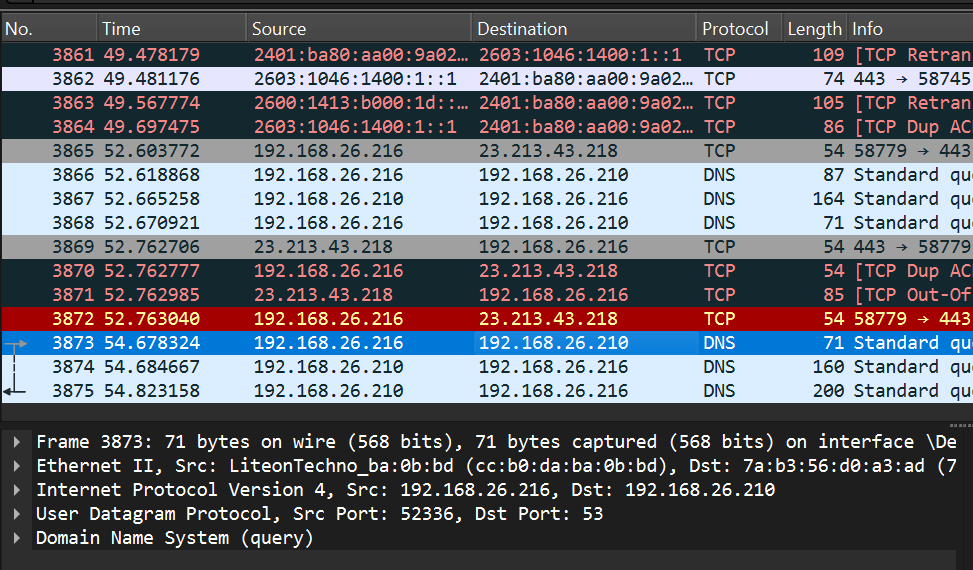 No. Time Source Destination Protocol Length Info
3861 49.478179 2401:ba80:aa00:9a02… 2603:1046:1400:1::1 TCP 109 [TCP Retran
3862 49.481176 2603:1046:1400:1::1 2401:ba80:aa00:9a02… TCP 74 443 → 58745
3863 49.567774 2600:1413:b000:1d::… 2401:ba80:aa00:9a02… TCP 105 [TCP Retran
3864 49.697475 2603:1046:1400:1::1 2401:ba80:aa00:9a02… TCP 86 [TCP Dup AC
3865 52.603772 192.168.26.216 23.213.43.218 TCP 54 58779 → 443
3866 52.618868 192.168.26.216 192.168.26.210 DNS 87 Standard qu
3867 52.665258 192.168.26.210 192.168.26.216 DNS 164 Standard qu
3868 52.670921 192.168.26.216 192.168.26.210 DNS 71 Standard qu
3869 52.762706 23.213.43.218 192.168.26.216 TCP 54 443 → 58779
3870 52.762777 192.168.26.216 23.213.43.218 TCP 54 [TCP Dup AC
3871 52.762985 23.213.43.218 192.168.26.216 TCP 85 [TCP Out-Of
3872 52.763040 192.168.26.216 23.213.43.218 TCP 54 58779 → 443
3873 54.678324 192.168.26.216 192.168.26.210 DNS 71 Standard qu
3874 54.684667 192.168.26.210 192.168.26.216 DNS 160 Standard qu
3875 54.823158 192.168.26.210 192.168.26.216 DNS 200 Standard qu
Frame 3873: 71 bytes on wire (568 bits), 71 bytes captured (568 bits) on interface \De
Ethernet II, Src: LiteonTechno_ba:0b:bd (cc:b0:da:ba:0b:bd), Dst: 7a:b3:56:d0:a3:ad (7
Internet Protocol Version 4, Src: 192.168.26.216, Dst: 192.168.26.210
User Datagram Protocol, Src Port: 52336, Dst Port: 53
Domain Name System (query)